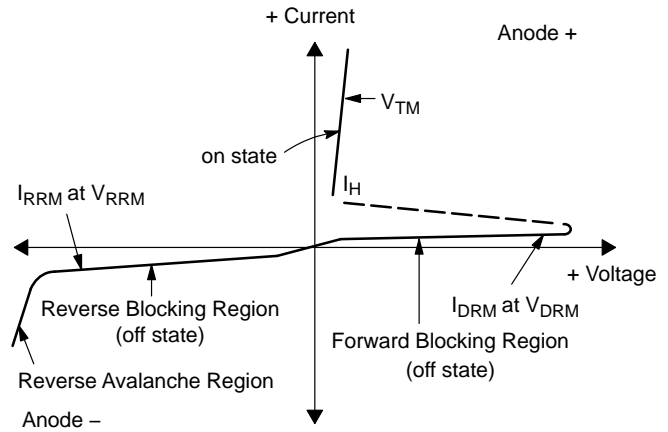 + Current
Anode +
VTM
on state
IH
IRRM at VRRM
+ Voltage
IDRM at VDRM
Reverse Blocking Region
(off state)
Forward Blocking Region
(off state)
Reverse Avalanche Region
Anode –